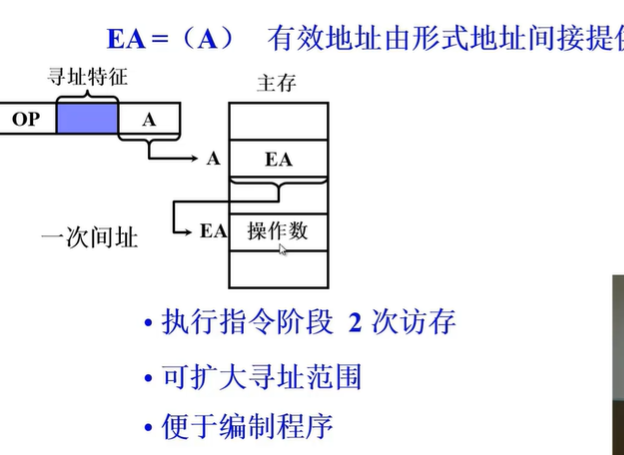 EA =（A） 有效地址由形式地址间接提
寻址特征
主存
OP
A
A
EA
一次间址
EA
操作数
• 执行指令阶段 2 次访存
• 可扩大寻址范围
• 便于编制程序